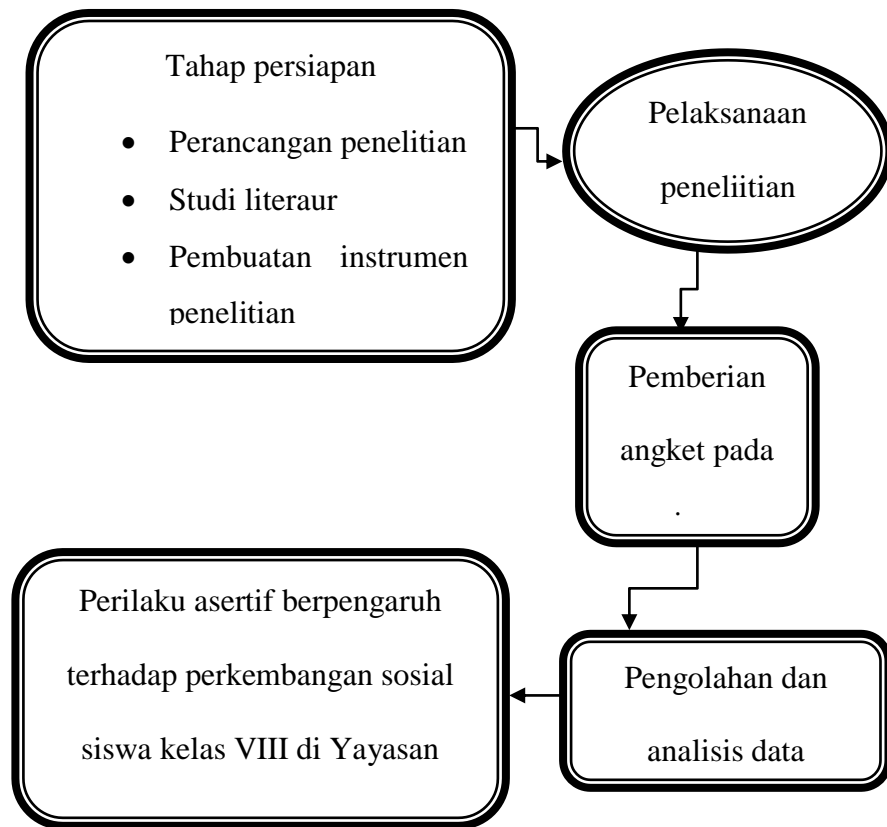 Tahap persiapan
• Perancangan penelitian
• Studi literaur
• Pembuatan instrumen
penelitian
Pelaksanaan
peneliitian
Pemberian
angket pada
.
Pengolahan dan
analisis data
Perilaku asertif berpengaruh
terhadap perkembangan sosial
siswa kelas VIII di Yayasan